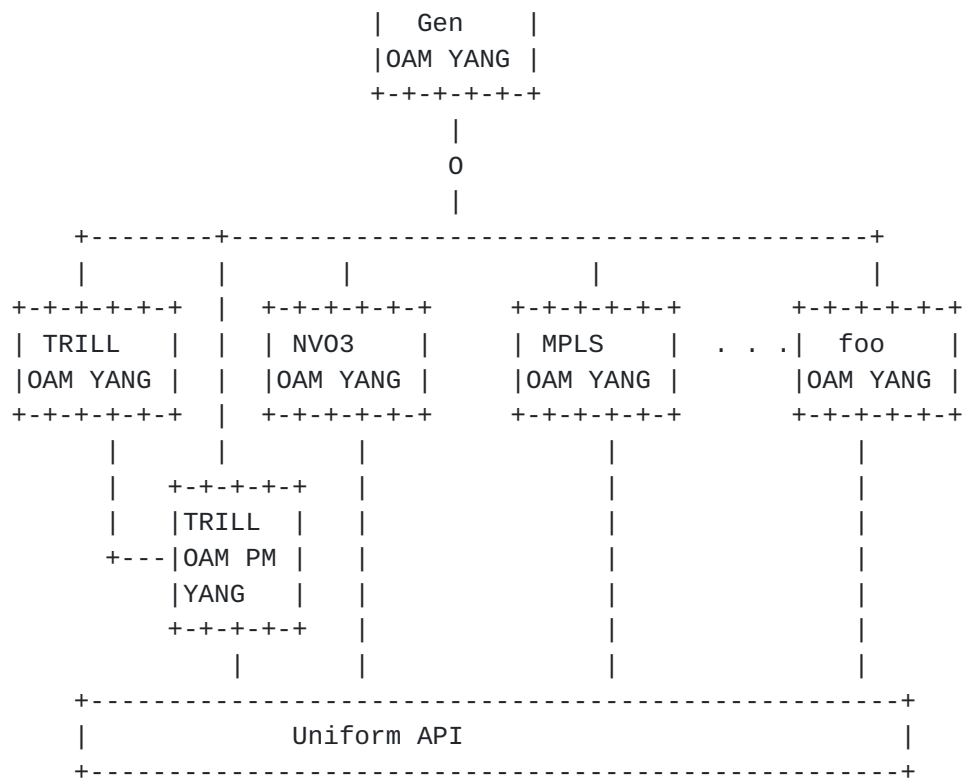 |  Gen    |
|OAM YANG |
+-+-+-+-+-+
|
O
|
+--------+-----------------------------------------+
|        |       |               |                 |
+-+-+-+-+-+  |  +-+-+-+-+-+     +-+-+-+-+-+       +-+-+-+-+-+
| TRILL   |  |  | NVO3    |     | MPLS    |  . . .|  foo    |
|OAM YANG |  |  |OAM YANG |     |OAM YANG |       |OAM YANG |
+-+-+-+-+-+  |  +-+-+-+-+-+     +-+-+-+-+-+       +-+-+-+-+-+
|      |        |               |               |
|   +-+-+-+-+   |               |               |
|   |TRILL  |   |               |               |
+---|OAM PM |   |               |               |
|YANG   |   |               |               |
+-+-+-+-+   |               |               |
|       |               |               |
+----------------------------------------------------+
|             Uniform API                            |
+----------------------------------------------------+